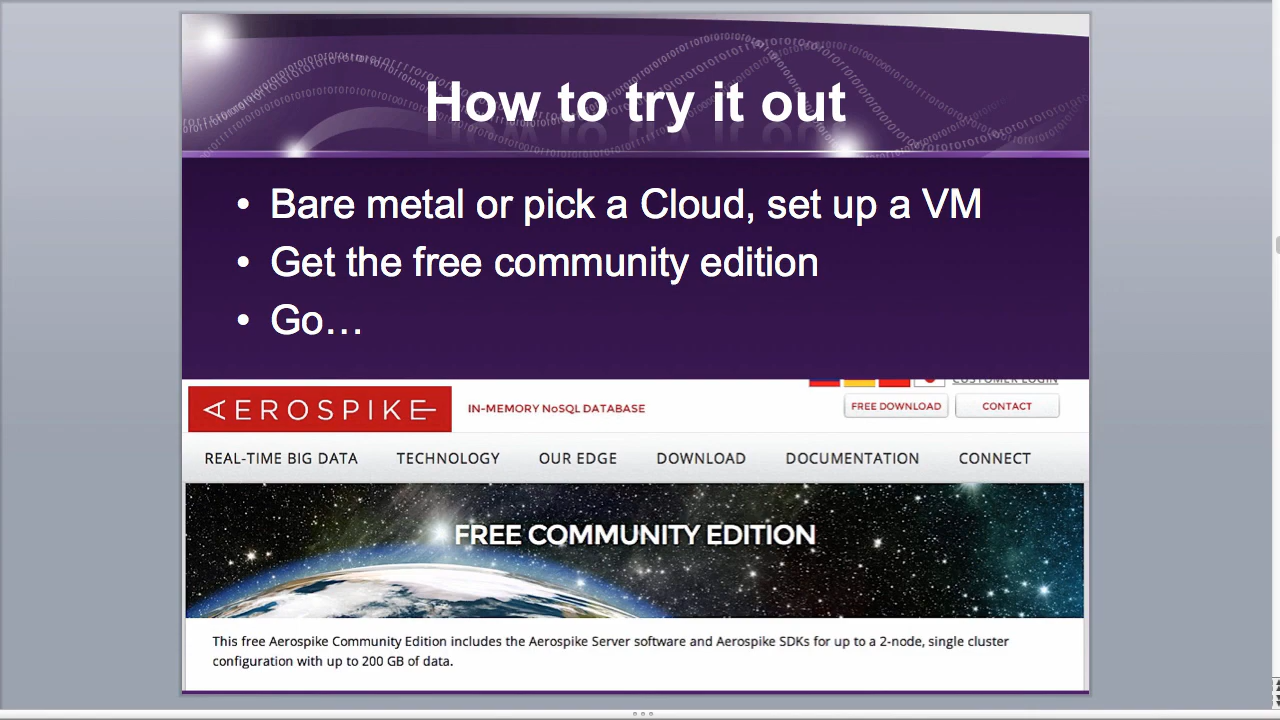 How to try it out
• Bare metal or pick a Cloud, set up a VM
• Get the free community edition
• Go…
CUSTOMER LOGIN
AEROSPIKE IN-MEMORY NoSQL DATABASE FREE DOWNLOAD CONTACT
REAL-TIME BIG DATA TECHNOLOGY OUR EDGE DOWNLOAD DOCUMENTATION CONNECT
FREE COMMUNITY EDITION
This free Aerospike Community Edition includes the Aerospike Server software and Aerospike SDKs for up to a 2-node, single cluster
configuration with up to 200 GB of data.